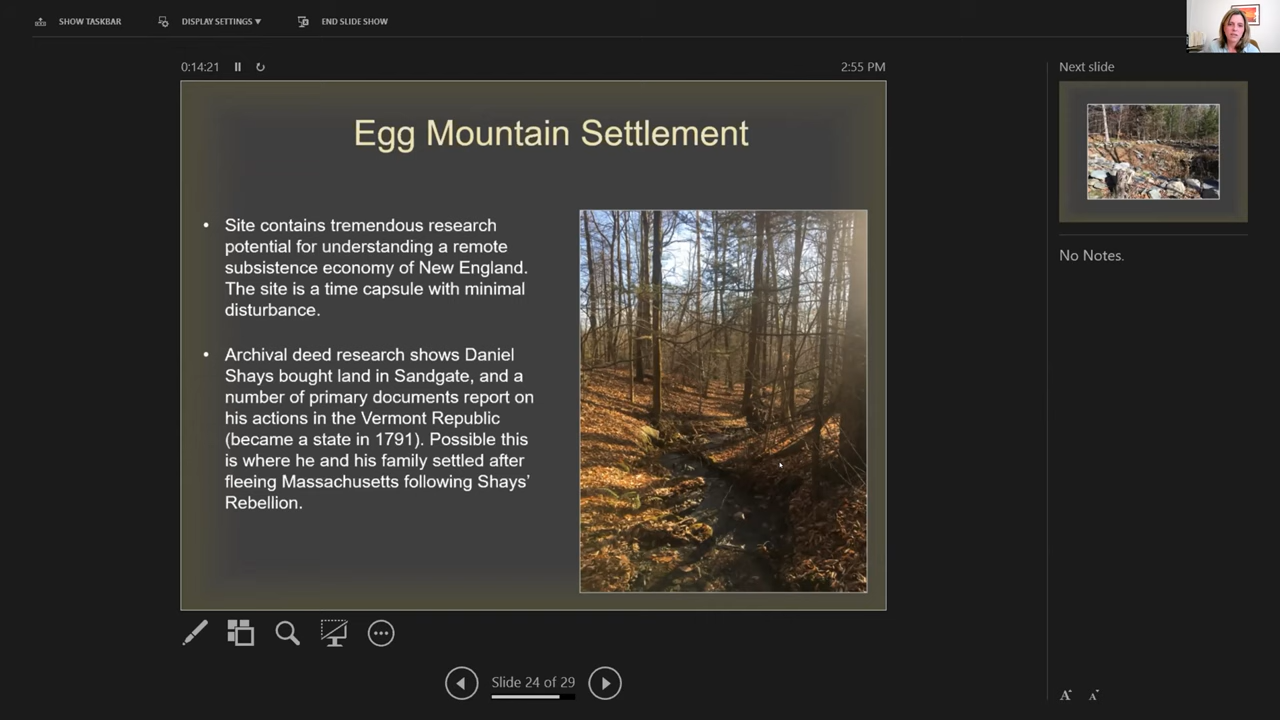 SHOW TASKBAR
DISPLAY SETTINGS ▼
END SLIDE SHOW
0:14:21
2:55 PM
Next slide
Egg Mountain Settlement
• Site contains tremendous research
potential for understanding a remote
subsistence economy of New England.
The site is a time capsule with minimal
disturbance.
• Archival deed research shows Daniel
Shays bought land in Sandgate, and a
number of primary documents report on
his actions in the Vermont Republic
(became a state in 1791). Possible this
is where he and his family settled after
fleeing Massachusetts following Shays’
Rebellion.
No Notes.
Slide 24 of 29
A A